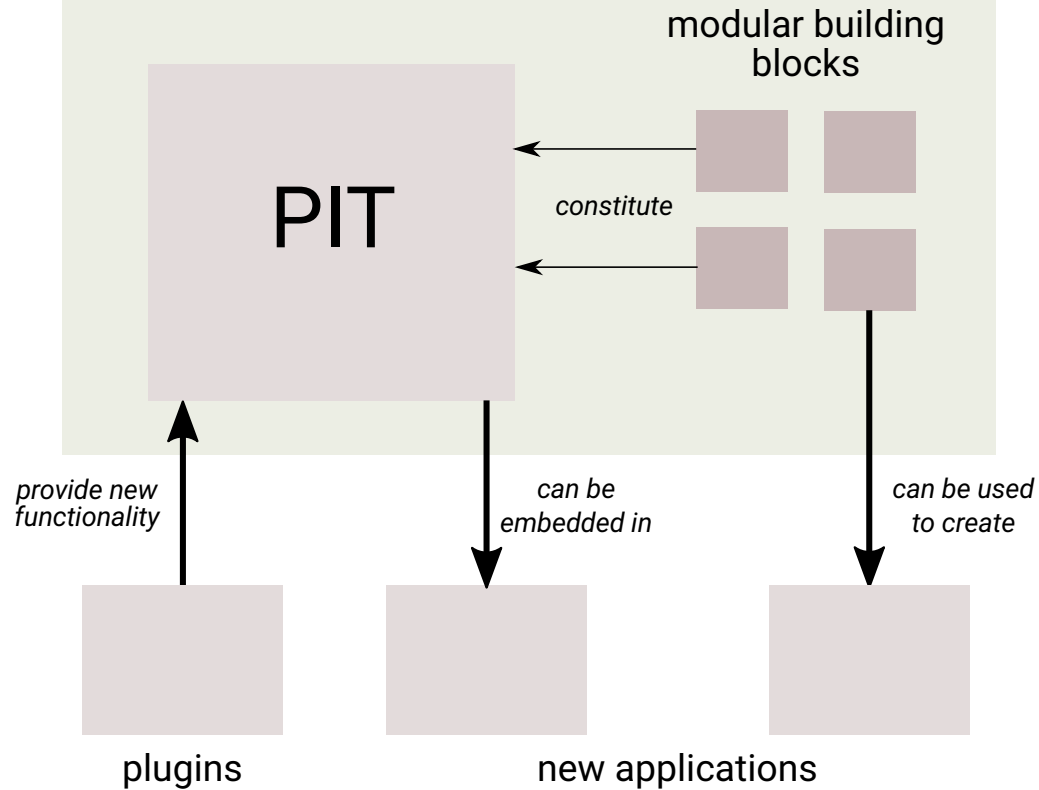 modular building
blocks
PIT
constitute
provide new
functionality
can be
embedded in
can be used
to create
plugins
new applications